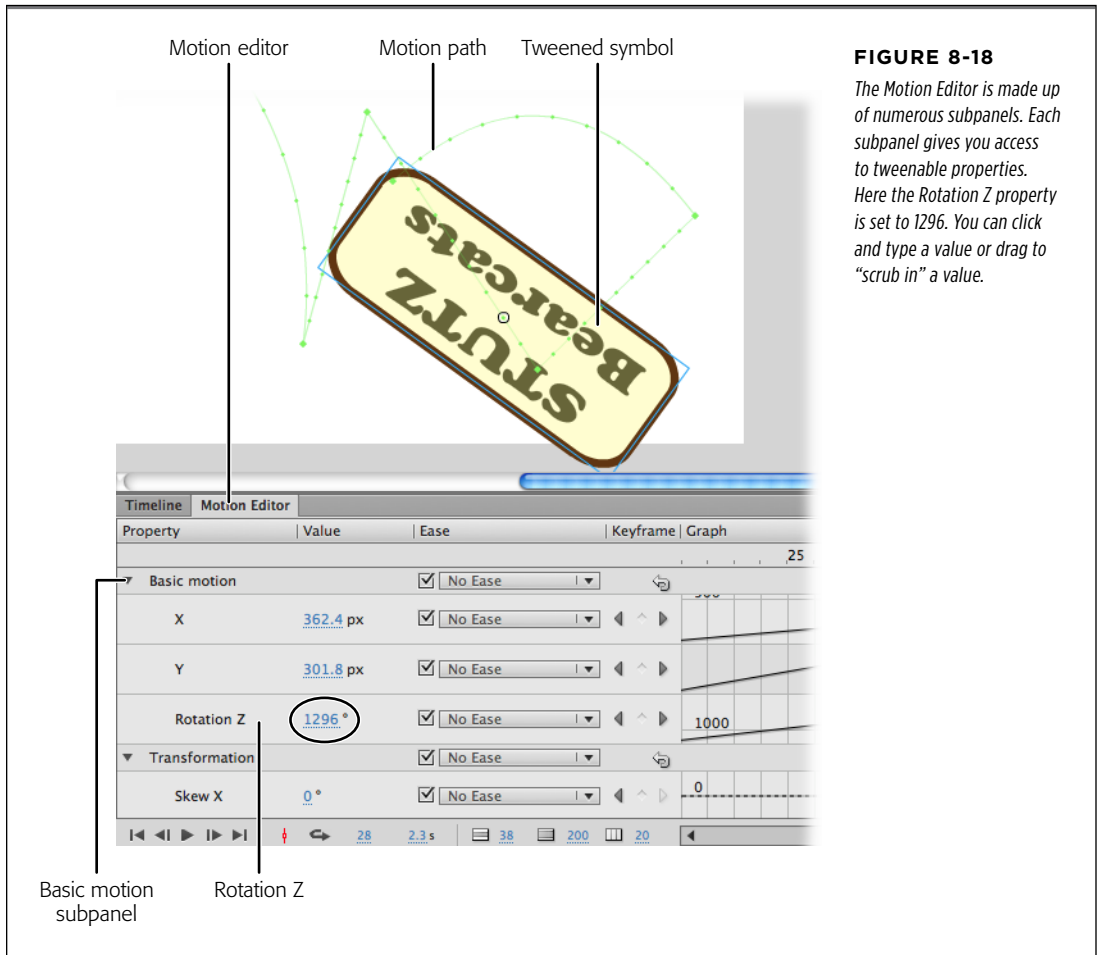 Motion editor
Motion path
Tweened symbol
FIGURE 8-18
The Motion Editor is made up
of numerous subpanels. Each
subpanel gives you access
to tweenable properties.
Here the Rotation Z property
is set to 1296. You can click
and type a value or drag to
“scrub in” a value.
STUTZ
Bearcats
Timeline Motion Editor
Property Value Ease Keyframe Graph
25
Basic motion No Ease
X 362.4 px No Ease
Y 301.8 px No Ease
Rotation Z 1296 ° No Ease 1000
Transformation No Ease
Skew X 0 ° No Ease 0
28 2.3 s 38 200 20
Basic motion
subpanel
Rotation Z